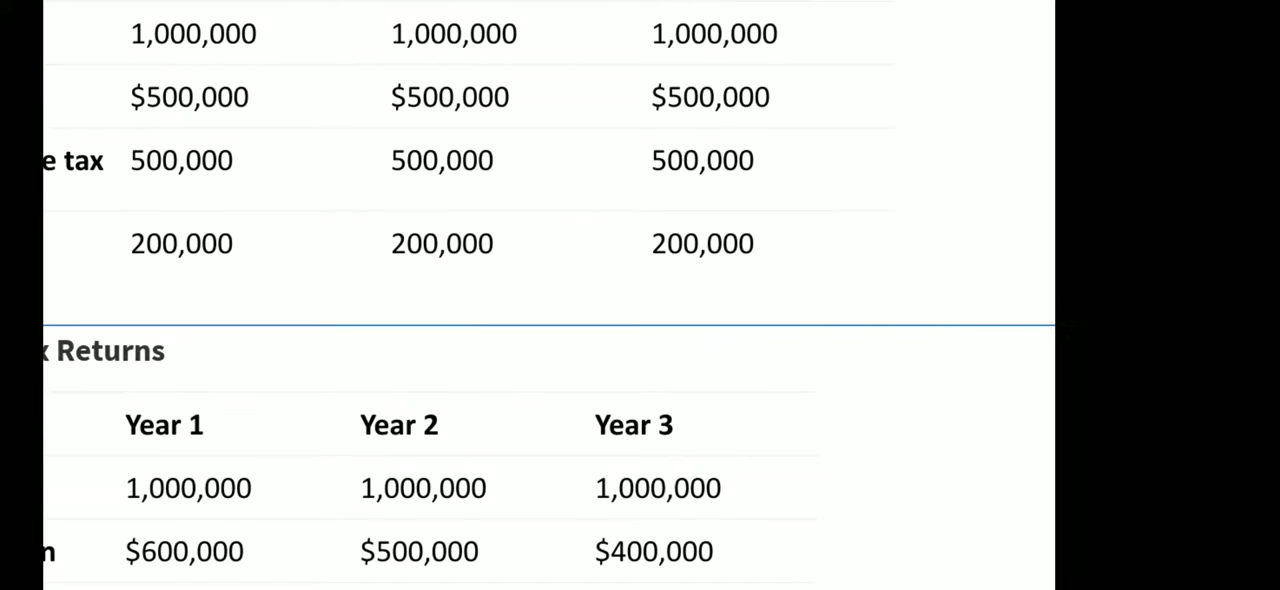 1,000,000 1,000,000 1,000,000
$500,000 $500,000 $500,000
e tax 500,000 500,000 500,000
200,000 200,000 200,000
x Returns
Year 1 Year 2 Year 3
1,000,000 1,000,000 1,000,000
n $600,000 $500,000 $400,000